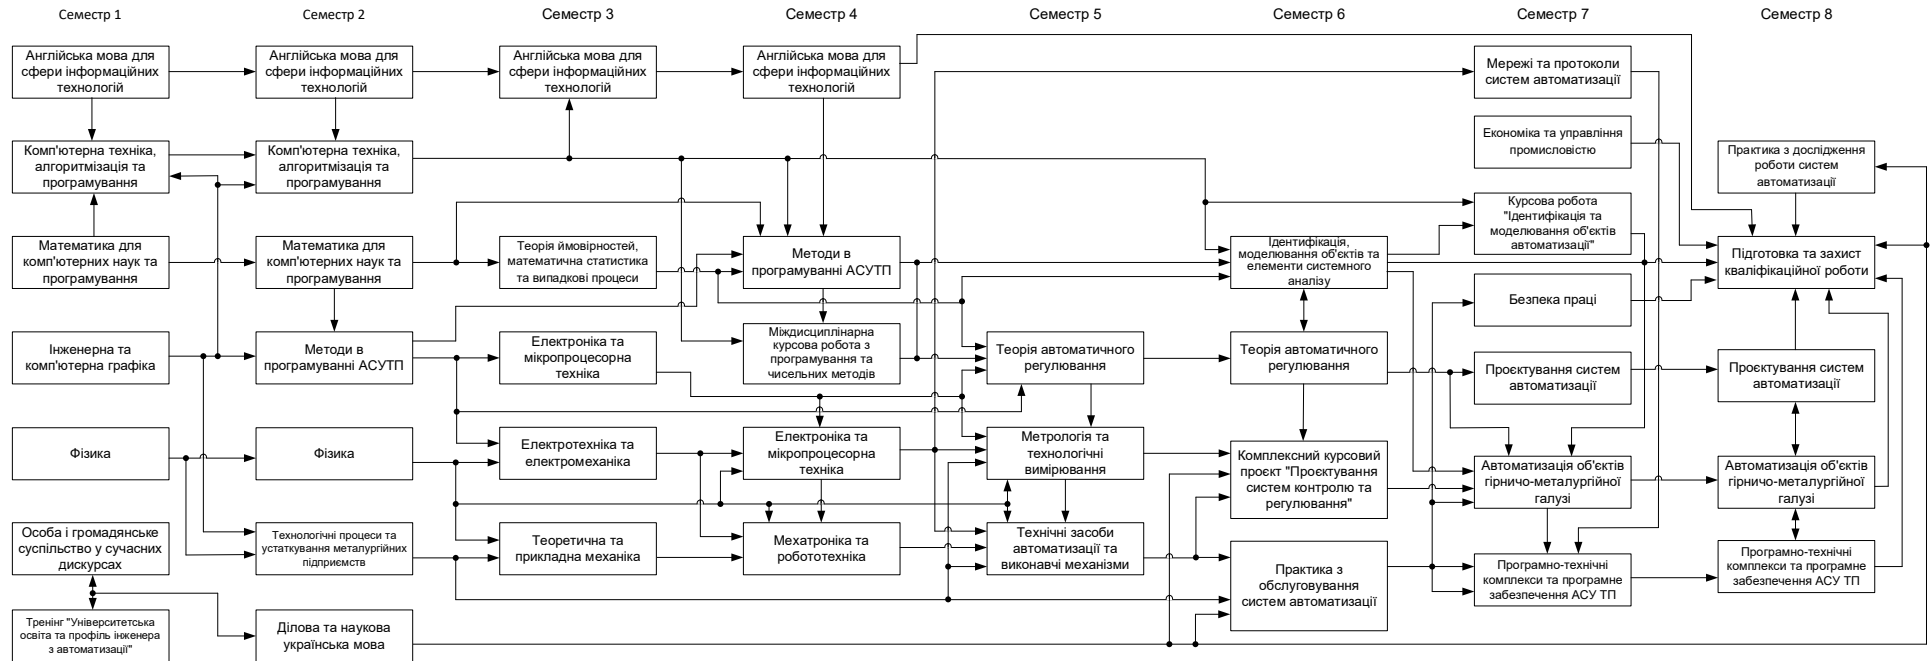 Семестр 1
Семестр 2
Семестр 3
Семестр 4
Семестр 5
Семестр 6
Семестр 7
Семестр 8
Англійська мова для
сфери інформаційних
технологій
Комп'ютерна техніка,
алгоритмізація та
програмування
Математика для
комп'ютерних наук та
програмування
Інженерна та
комп'ютерна графіка
Фізика
Особа і громадянське
суспільство у сучасних
дискурсах
Тренінг "Університетська
освіта та профіль інженера
з автоматизації"
Англійська мова для
сфери інформаційних
технологій
Комп'ютерна техніка,
алгоритмізація та
програмування
Математика для
комп'ютерних наук та
програмування
Методи в
програмуванні АСУТП
Фізика
Технологічні процеси та
устаткування металургійних
підприємств
Ділова та наукова
українська мова
Англійська мова для
сфери інформаційних
технологій
Теорія ймовірностей,
математична статистика
та випадкові процеси
Електроніка та
мікропроцесорна
техніка
Електротехніка та
електромеханіка
Теоретична та
прикладна механіка
Англійська мова для
сфери інформаційних
технологій
Методи в
програмуванні АСУТП
Міждисциплінарна
курсова робота з
програмування та
чисельних методів
Електроніка та
мікропроцесорна
техніка
Мехатроніка та
робототехніка
Теорія автоматичного
регулювання
Метрологія та
технологічні
вимірювання
Технічні засоби
автоматизації та
виконавчі механізми
Ідентифікація,
моделювання об'єктів та
елементи системного
аналізу
Теорія автоматичного
регулювання
Комплексний курсовий
проєкт "Проєктування
систем контролю та
регулювання"
Практика з
обслуговування
систем автоматизації
Мережі та протоколи
систем автоматизації
Економіка та управління
промисловістю
Курсова робота
"Ідентифікація та
моделювання об'єктів
автоматизації"
Безпека праці
Проєктування систем
автоматизації
Автоматизація об'єктів
гірничо-металургійної
галузі
Програмно-технічні
комплекси та програмне
забезпечення АСУ ТП
Практика з дослідження
роботи систем
автоматизації
Підготовка та захист
кваліфікаційної роботи
Проєктування систем
автоматизації
Автоматизація об'єктів
гірничо-металургійної
галузі
Програмно-технічні
комплекси та програмне
забезпечення АСУ ТП